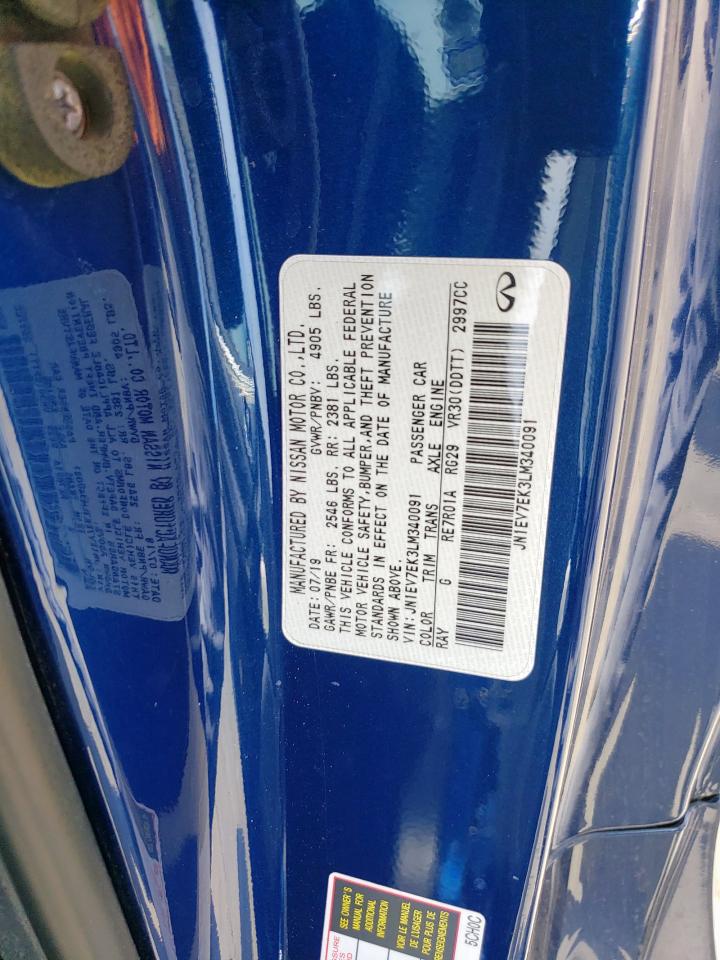 MANUFACTURED BY NISSAN MOTOR CO.,LTD.
DATE: 07/19 GVWR/PNBV: 4905 LBS.
GAWR/PNBE FR: 2546 LBS. RR: 2381 LBS.
THIS VEHICLE CONFORMS TO ALL APPLICABLE FEDERAL
MOTOR VEHICLE SAFETY,BUMPER,AND THEFT PREVENTION
STANDARDS IN EFFECT ON THE DATE OF MANUFACTURE
SHOWN ABOVE.
VIN:JN1EV7EK3LM340091 PASSENGER CAR
COLOR TRIM TRANS AXLE ENGINE
RAY G RE7R01A RG29 VR30(DDTT) 2997CC
JN1EV7EK3LM340091
SEE OWNER'S
MANUAL FOR
ADDITIONAL
INFORMATION
VOIR LE MANUEL
DE L'USAGER
POUR PLUS DE
RENSEIGNEMENTS
5CH0C